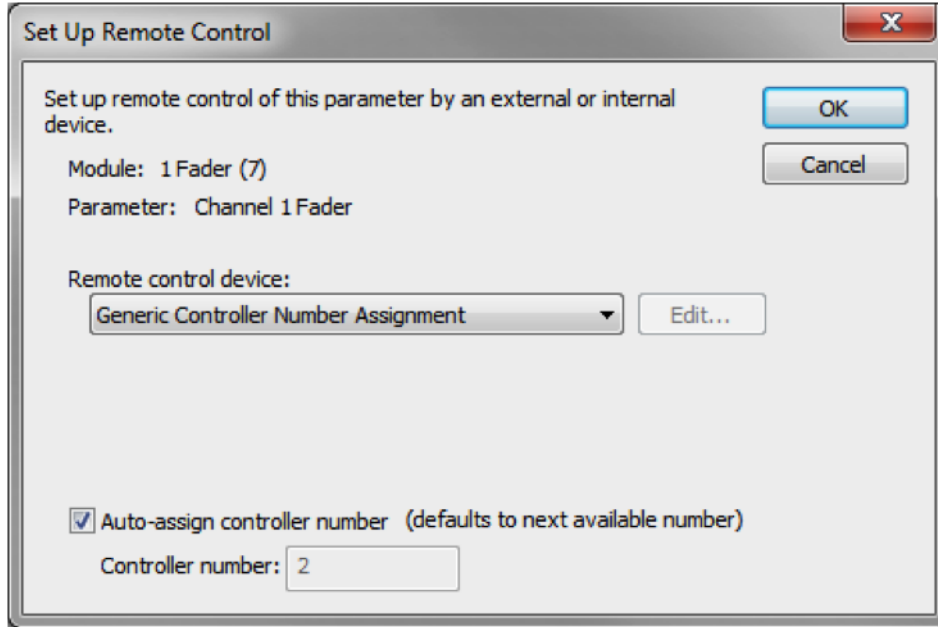 Set Up Remote Control
Set up remote control of this parameter by an external or internal
device.
OK
Module: 1 Fader (7)
Cancel
Parameter: Channel 1 Fader
Remote control device:
Generic Controller Number Assignment
Edit...
Auto-assign controller number (defaults to next available number)
Controller number: 2